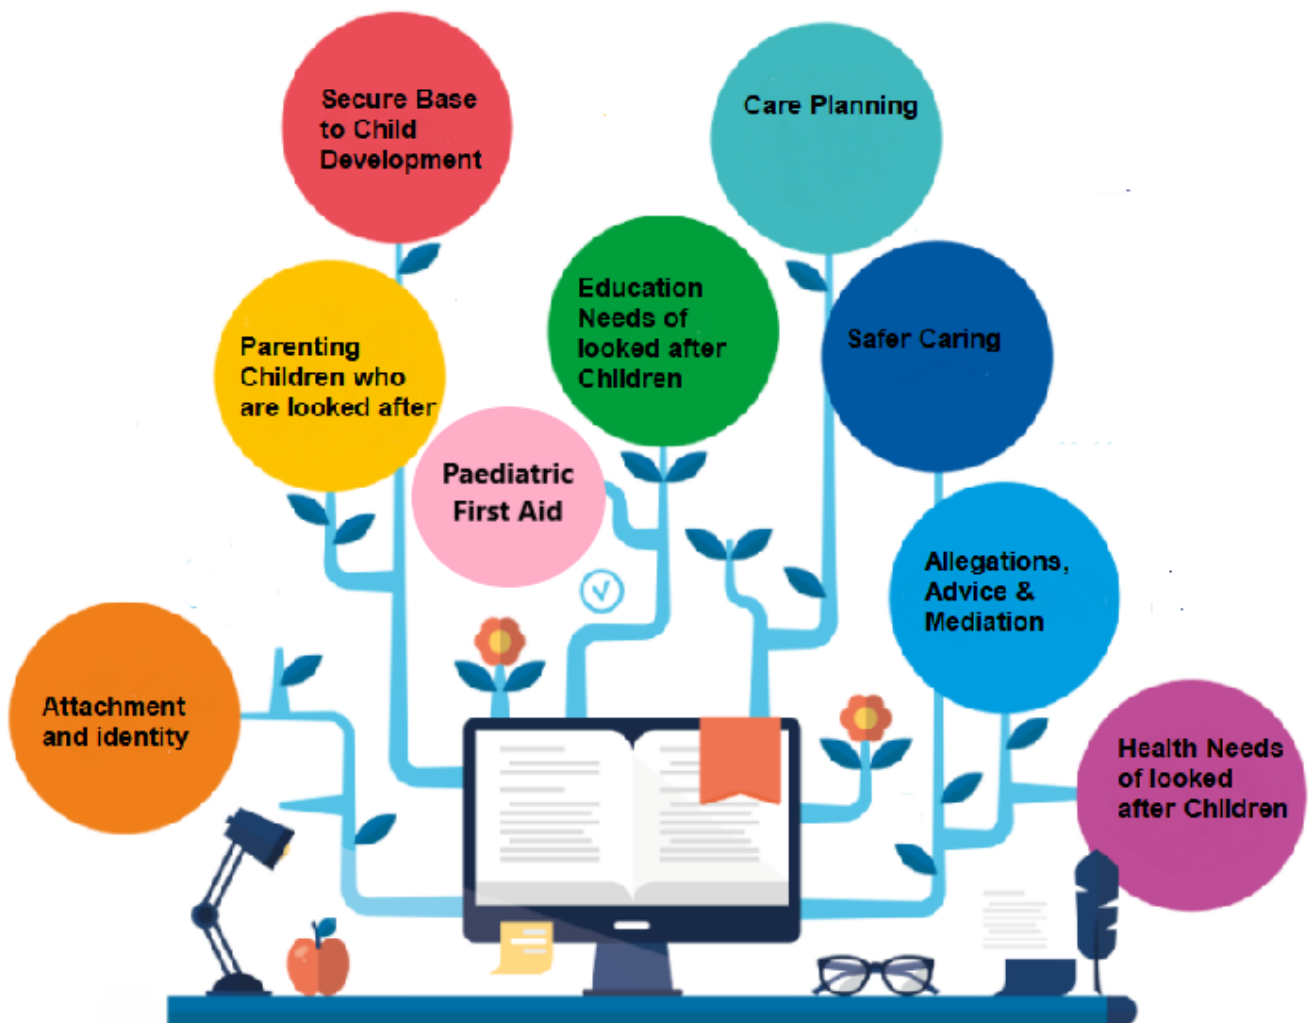 Secure Base
to Child
Development
Care Planning
Parenting
Children who
are looked after
Education
Needs of
looked after
Children
Safer Caring
Paediatric
First Aid
Allegations,
Advice &
Mediation
Attachment
and identity
Health Needs
of looked
after Children